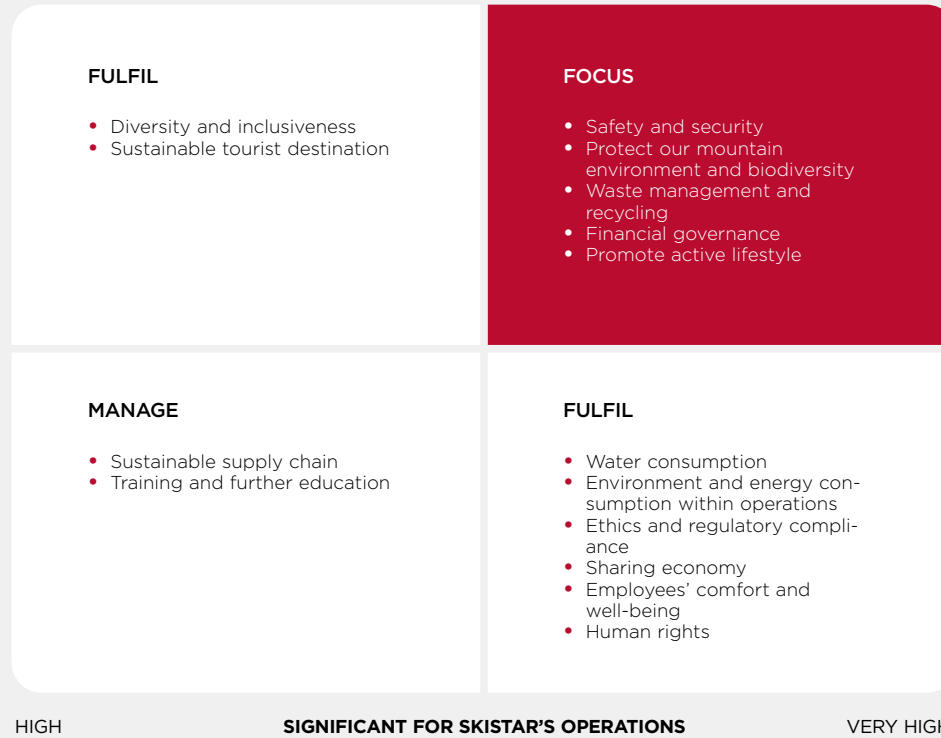 FULFIL
• Diversity and inclusiveness
• Sustainable tourist destination
FOCUS
• Safety and security
• Protect our mountain
environment and biodiversity
• Waste management and
recycling
• Financial governance
• Promote active lifestyle
MANAGE
• Sustainable supply chain
• Training and further education
FULFIL
• Water consumption
• Environment and energy con-
sumption within operations
• Ethics and regulatory compli-
ance
• Sharing economy
• Employees’ comfort and
well-being
• Human rights
HIGH SIGNIFICANT FOR SKISTAR’S OPERATIONS VERY HIGH